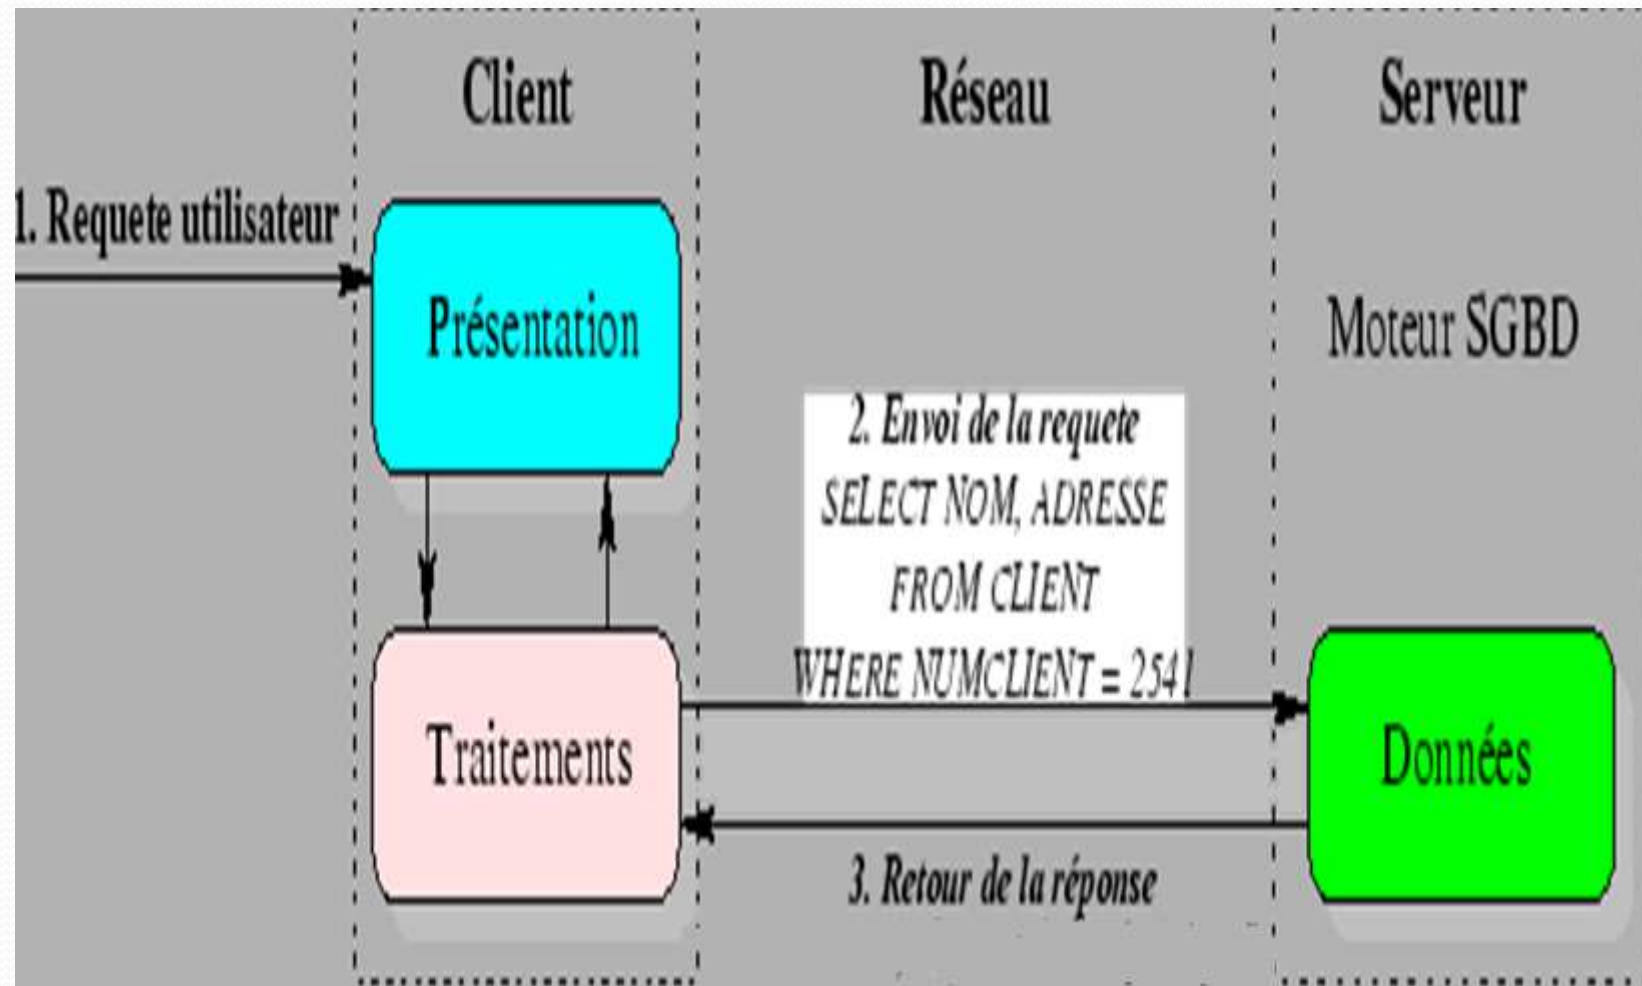 Client
Réseau
Serveur
1. Requete utilisateur
Présentation
Moteur SGBD
2. Envoi de la requete
SELECT NOM, ADRESSE
FROM CLIENT
WHERE NUMCLIENT = 2541
Traitements
Données
3. Retour de la réponse